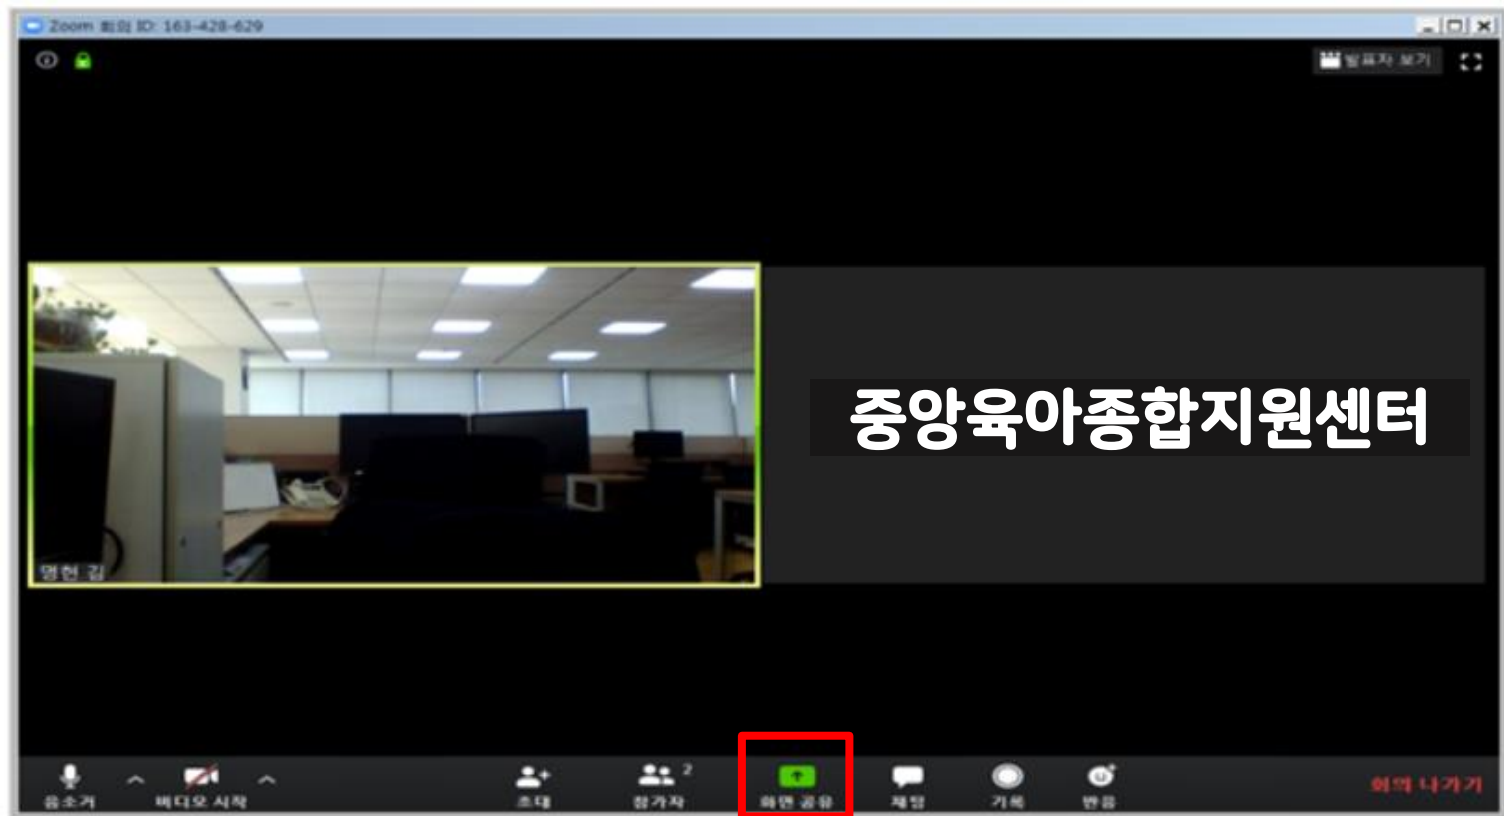 Zoom 회의 ID: 163-428-629
발표자 보기
중앙육아종합지원센터
명현 김
2
음소거
비디오 시작
초대
참가자
화면 공유
채팅
기록
반응
회의 나가기